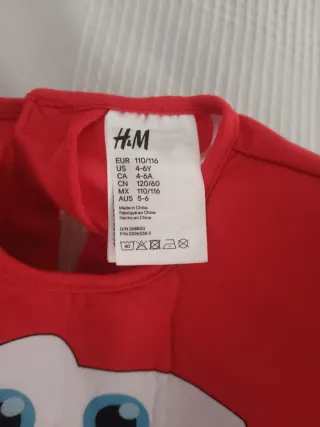 H&M
EUR 110/116
US 4-6Y
CA 4-6A
CN 120/60
MX 110/116
AUS 5-6
Made in China
Fabriqué en Chine
Hecho en China